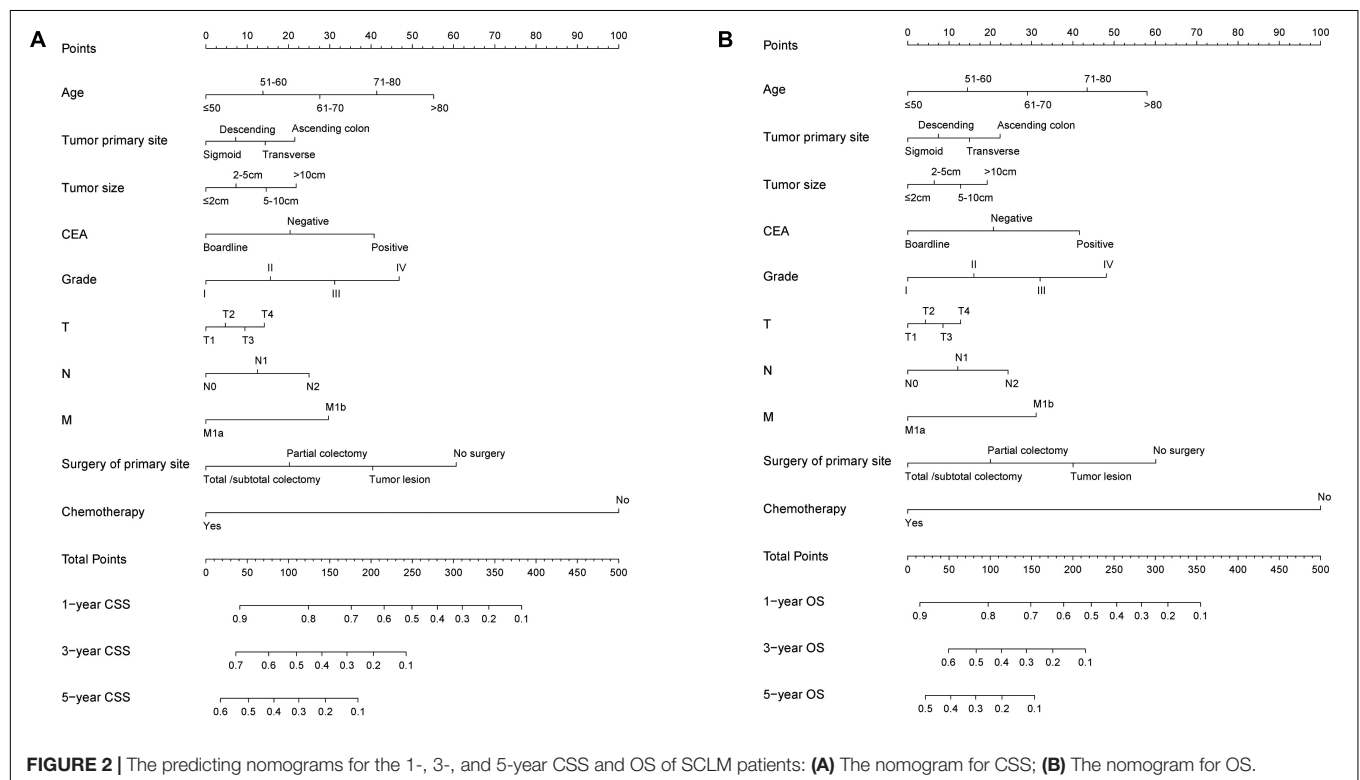 A
Points
0 10 20 30 40 50 60 70 80 90 100
51-60 71-80
Age
≤50 61-70 >80
Descending Ascending colon
Tumor primary site
Sigmoid Transverse
2-5cm >10cm
Tumor size
≤2cm 5-10cm
Negative
CEA
Boardline Positive
II IV
Grade
I III
T2 T4
T
T1 T3
N1
N
N0 N2
M1b
M
M1a
Partial colectomy No surgery
Surgery of primary site
Total /subtotal colectomy Tumor lesion
No
Chemotherapy
Yes
Total Points
0 50 100 150 200 250 300 350 400 450 500
1−year CSS
0.9 0.8 0.7 0.6 0.5 0.4 0.3 0.2 0.1
3−year CSS
0.7 0.6 0.5 0.4 0.3 0.2 0.1
5−year CSS
0.6 0.5 0.4 0.3 0.2 0.1
B
Points
0 10 20 30 40 50 60 70 80 90 100
51-60 71-80
Age
≤50 61-70 >80
Descending Ascending colon
Tumor primary site
Sigmoid Transverse
2-5cm >10cm
Tumor size
≤2cm 5-10cm
Negative
CEA
Boardline Positive
II IV
Grade
I III
T2 T4
T
T1 T3
N1
N
N0 N2
M1b
M
M1a
Partial colectomy No surgery
Surgery of primary site
Total /subtotal colectomy Tumor lesion
No
Chemotherapy
Yes
Total Points
0 50 100 150 200 250 300 350 400 450 500
1−year OS
0.9 0.8 0.7 0.6 0.5 0.4 0.3 0.2 0.1
3−year OS
0.6 0.5 0.4 0.3 0.2 0.1
5−year OS
0.5 0.4 0.3 0.2 0.1
FIGURE 2 | The predicting nomograms for the 1-, 3-, and 5-year CSS and OS of SCLM patients: (A) The nomogram for CSS; (B) The nomogram for OS.